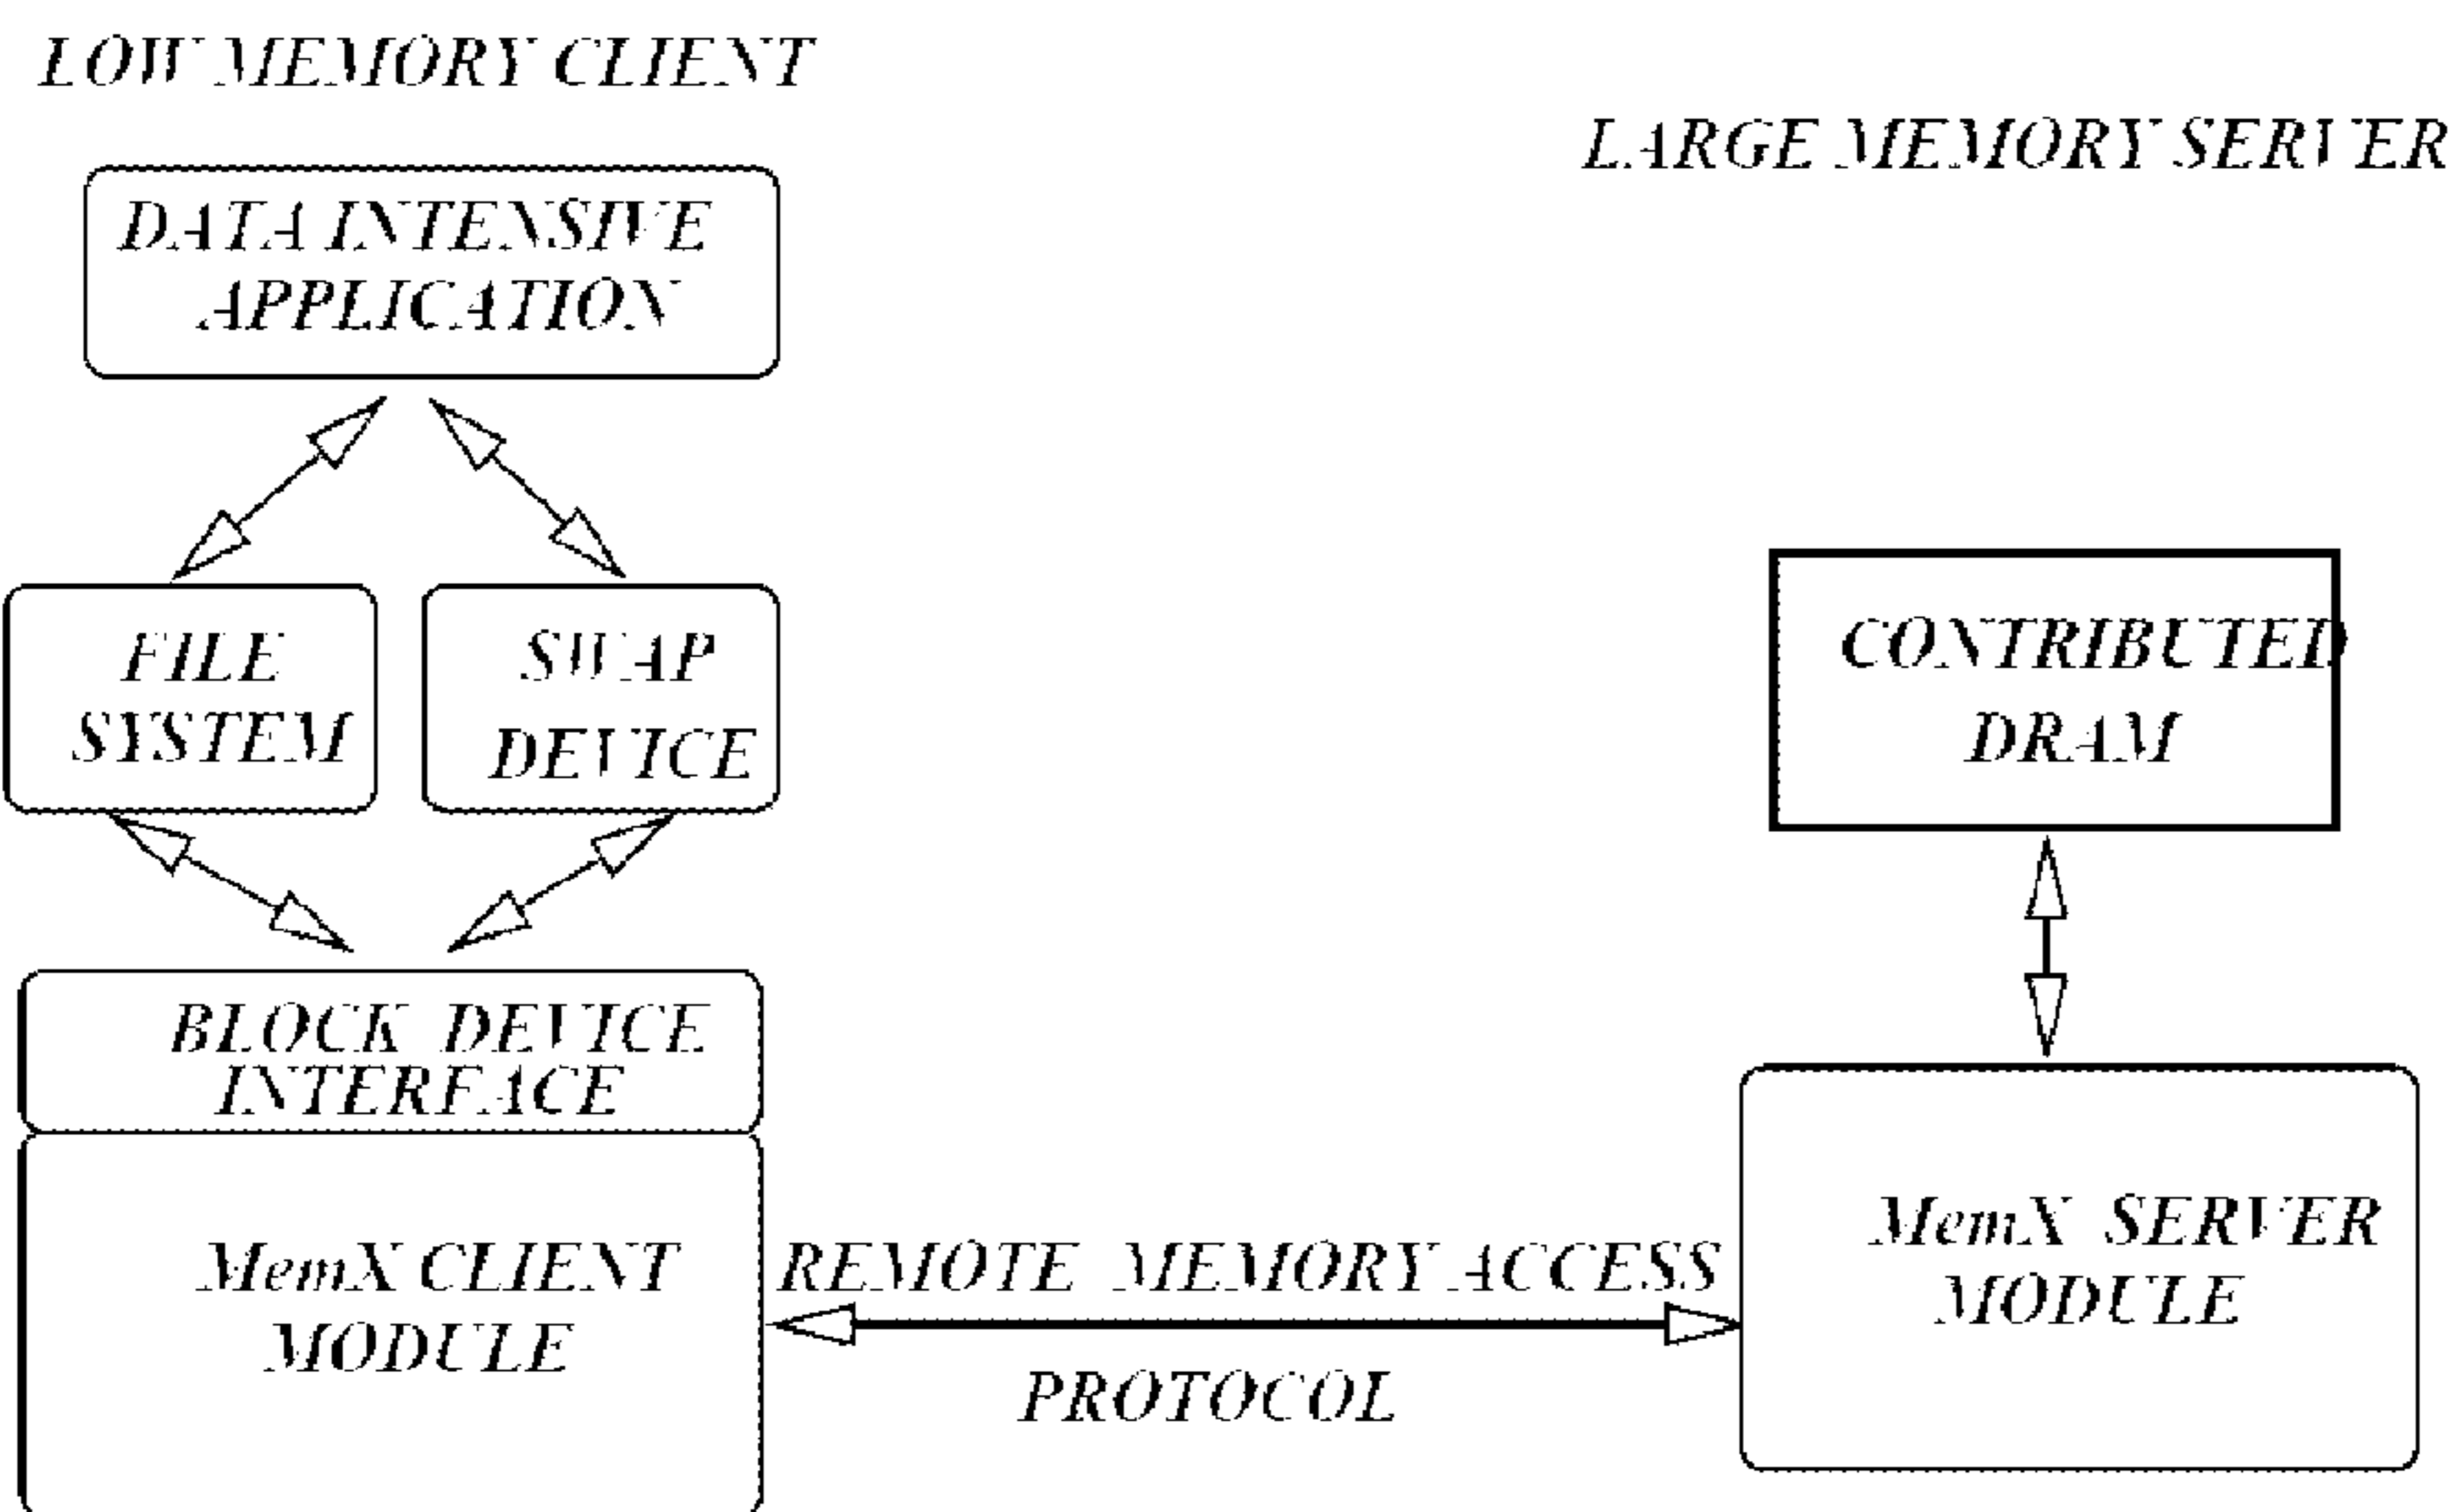 LOW MEMORY CLIENT
LARGE MEMORY SERVER
DATA INTENSIVE
APPLICATION
FILE
SYSTEM
SWAP
DEVICE
CONTRIBUTED
DRAM
BLOCK DEVICE
INTERFACE
MemX CLIENT
MODULE
REMOTE MEMORY ACCESS
PROTOCOL
MemX SERVER
MODULE